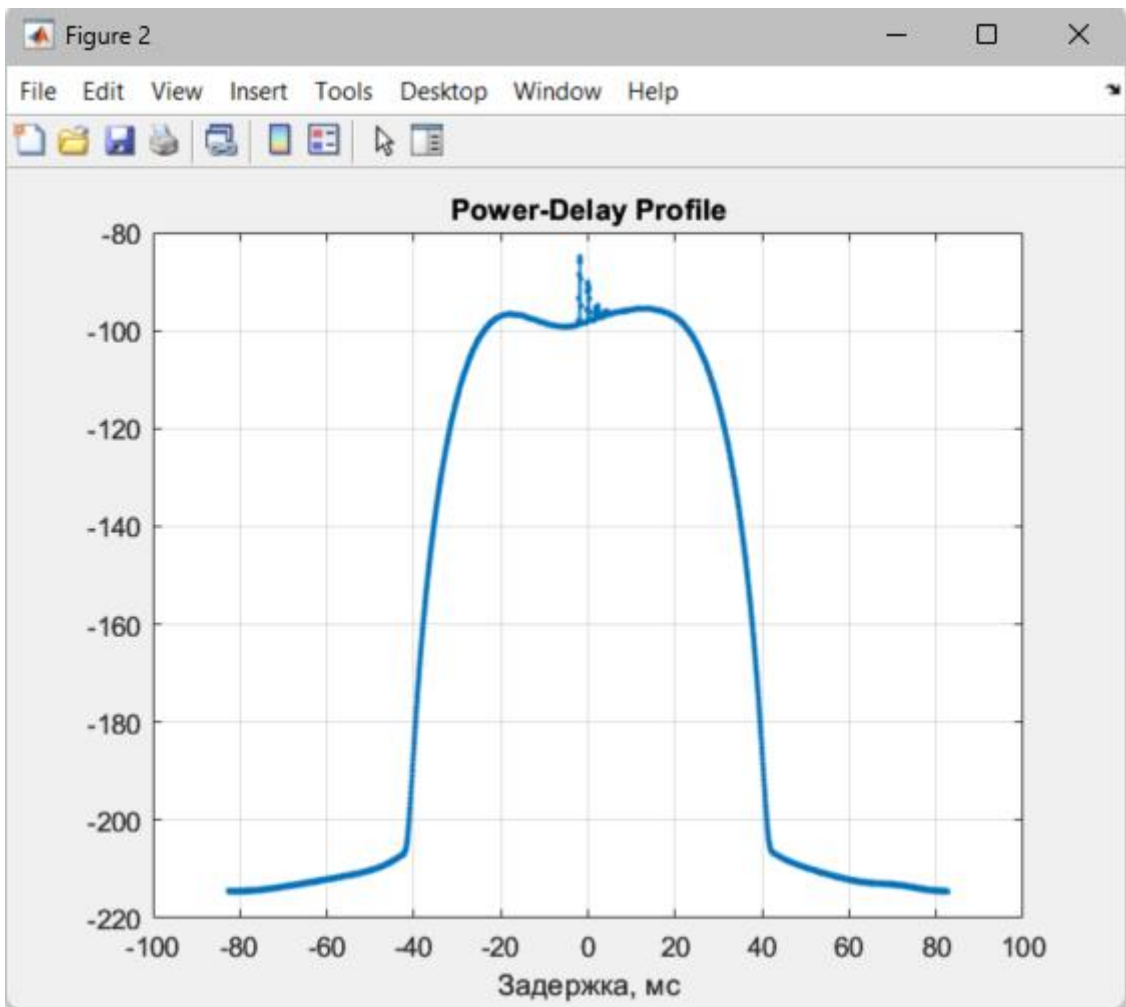 Figure 2
File Edit View Insert Tools Desktop Window Help
Power-Delay Profile
-80
-100
-120
-140
-160
-180
-200
-220
-100 -80 -60 -40 -20 0 20 40 60 80 100
Задержка, мс